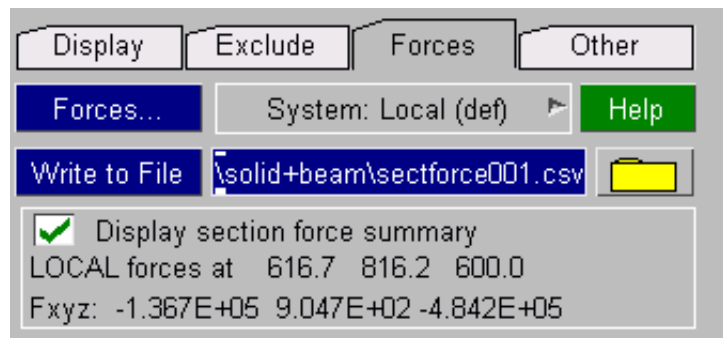 Display Exclude Forces Other
Forces... System: Local (def) Help
Write to File \solid+beam\sectforce001.csv
Display section force summary
LOCAL forces at 616.7 816.2 600.0
Fxyz: -1.367E+05 9.047E+02 -4.842E+05